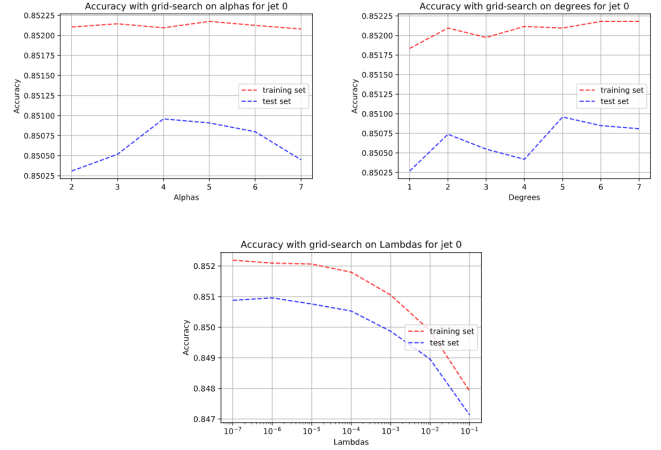 Accuracy with grid-search on alphas for jet 0
0.85225
0.85200
0.85175
0.85150
0.85125
0.85100
0.85075
0.85050
0.85025
Accuracy
training set
test set
2 3 4 5 6 7
Alphas
Accuracy with grid-search on degrees for jet 0
0.85225
0.85200
0.85175
0.85150
0.85125
0.85100
0.85075
0.85050
0.85025
Accuracy
training set
test set
1 2 3 4 5 6 7
Degrees
Accuracy with grid-search on Lambdas for jet 0
0.852
0.851
0.850
0.849
0.848
0.847
Accuracy
training set
test set
10⁻⁷ 10⁻⁶ 10⁻⁵ 10⁻⁴ 10⁻³ 10⁻² 10⁻¹
Lambdas